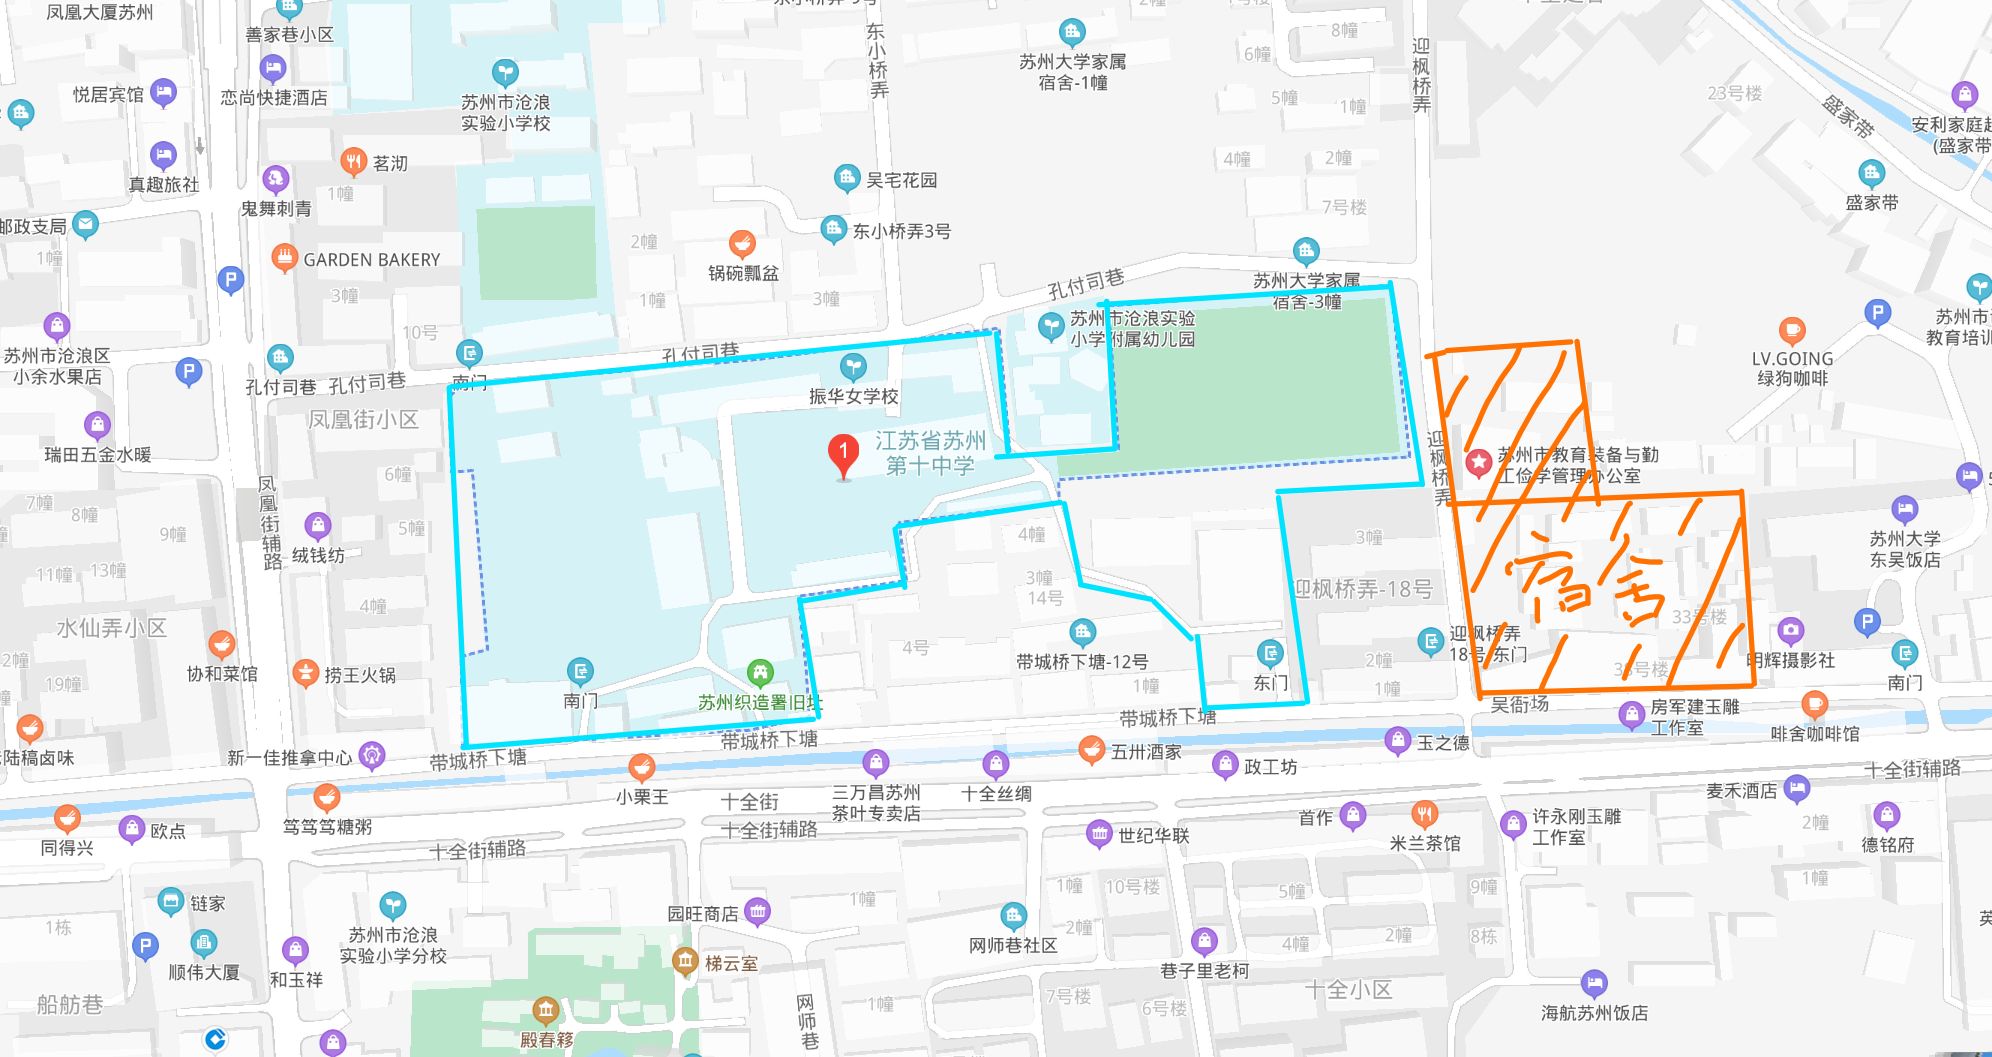 凤凰大厦苏州
善家巷小区
悦居宾馆
恋尚快捷酒店
苏州市沧浪
实验小学校
东小桥弄
苏州大学家属
宿舍-1幢
8幢
6幢
5幢
1幢
4幢
2幢
7号楼
迎枫桥弄
23号楼
盛家带
安利家庭超
(盛家带
盛家带
真趣旅社
茗沏
1幢
鬼舞刺青
邮政支局
1幢
GARDEN BAKERY
3幢
10号
吴宅花园
东小桥弄3号
2幢
锅碗瓢盆
1幢
3幢
孔付司巷
苏州大学家属
宿舍-3幢
苏州市沧浪实验
小学附属幼儿园
苏州市沧浪区
小余水果店
孔付司巷
孔付司巷
南门
孔付司巷
振华女学校
凤凰街小区
江苏省苏州
第十中学
1
瑞田五金水暖
6幢
7幢
8幢
9幢
5幢
11幢
13幢
4幢
绒钱纺
凤凰街辅路
水仙弄小区
2幢
19幢
协和菜馆
捞王火锅
南门
苏州织造署旧址
4幢
3幢
14号
4号
带城桥下塘-12号
1幢
东门
3幢
迎枫桥弄-18号
2幢
1幢
迎枫桥弄
迎枫桥弄
18号-东门
苏州市教育装备与勤
工俭学管理办公室
宿舍
33号楼
吴衙场
LV.GOING
绿狗咖啡
教育培训
苏州大学
东吴饭店
明辉摄影社
南门
房军建玉雕
工作室
啡舍咖啡馆
陆稿卤味
新一佳推拿中心
带城桥下塘
带城桥下塘
带城桥下塘
五卅酒家
政工坊
玉之德
十全街辅路
小栗王
三万昌苏州
茶叶专卖店
十全丝绸
十全街
十全街辅路
十全街辅路
笃笃笃糖粥
同得兴
欧点
世纪华联
首作
米兰茶馆
许永刚玉雕
工作室
麦禾酒店
2幢
德铭府
1幢
链家
1栋
顺伟大厦
和玉祥
苏州市沧浪
实验小学分校
园旺商店
1幢
梯云室
网师巷社区
1幢
10号楼
2幢
5幢
9幢
4幢
2幢
8栋
巷子里老柯
7号楼
6号楼
十全小区
海航苏州饭店
船舫巷
殿春簃
网师巷
1幢